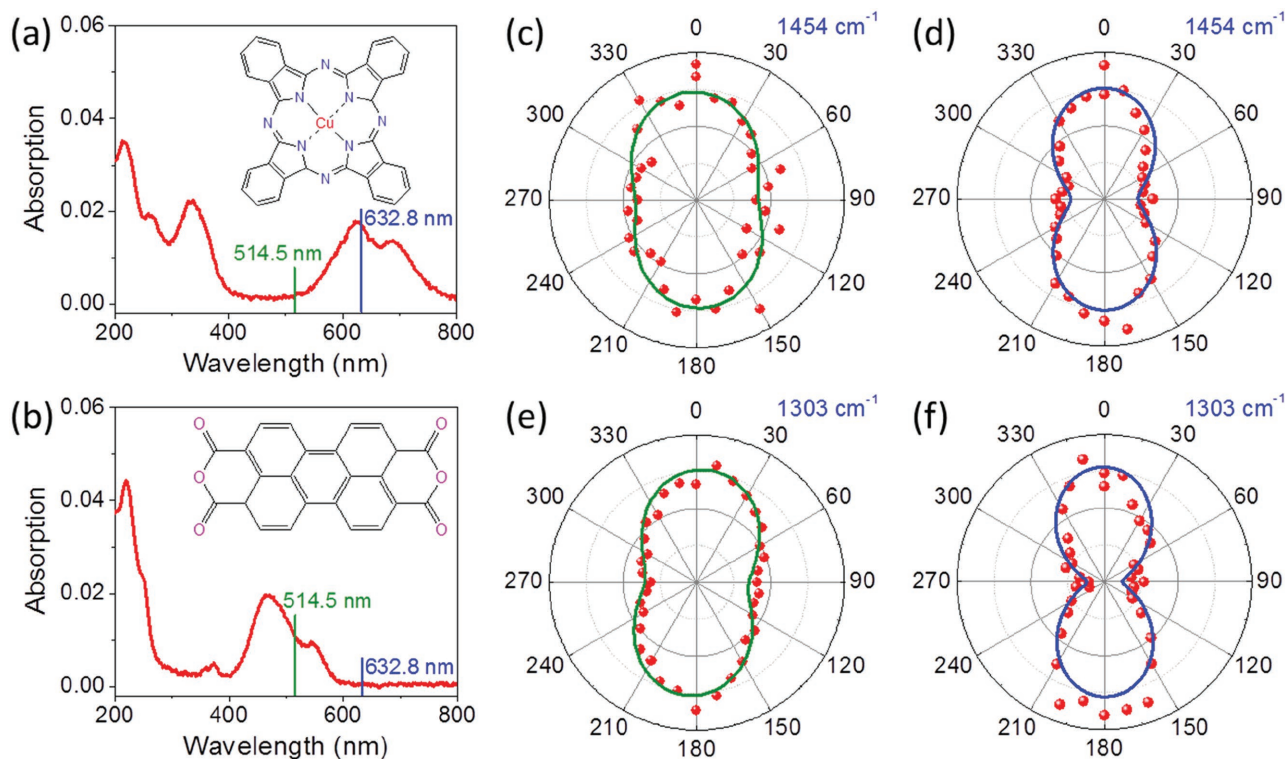 (a)
0.06
0.04
0.02
0.00
Absorption
N
N
N
N
N
Cu
N
N
N
514.5 nm
632.8 nm
200
400
600
800
Wavelength (nm)
(c)
1454 cm-1
0
30
60
90
120
150
180
210
240
270
300
330
(d)
1454 cm-1
0
30
60
90
120
150
180
210
240
270
300
330
(b)
0.06
0.04
0.02
0.00
Absorption
O
O
O
O
O
O
514.5 nm
632.8 nm
200
400
600
800
Wavelength (nm)
(e)
1303 cm-1
0
30
60
90
120
150
180
210
240
270
300
330
(f)
1303 cm-1
0
30
60
90
120
150
180
210
240
270
300
330